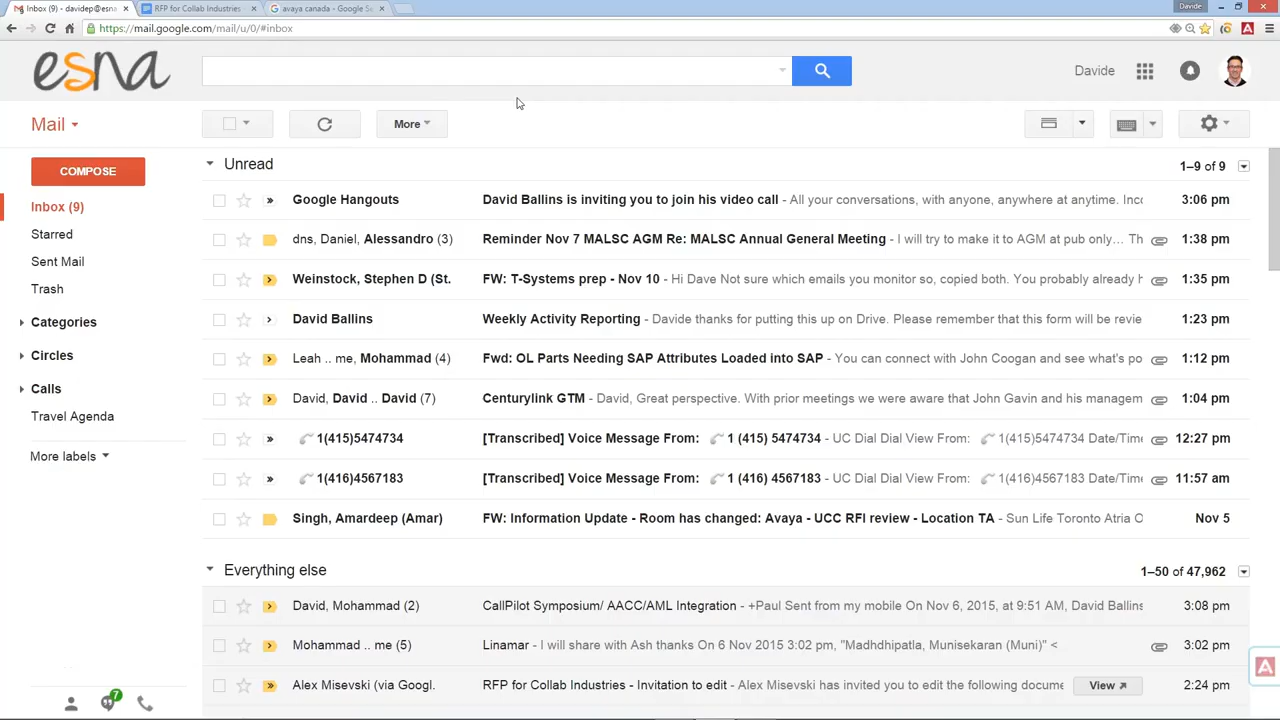 Inbox (9) - davidep@esna
RFP for Collab Industries
avaya canada - Google Se
Davide
https://mail.google.com/mail/u/0/#inbox
esna
Davide
Mail
More
COMPOSE
Inbox (9)
Starred
Sent Mail
Trash
Categories
Circles
Calls
Travel Agenda
More labels
7
Unread
1–9 of 9
Google Hangouts David Ballins is inviting you to join his video call - All your conversations, with anyone, anywhere at anytime. Inco 3:06 pm
dns, Daniel, Alessandro (3) Reminder Nov 7 MALSC AGM Re: MALSC Annual General Meeting - I will try to make it to AGM at pub only… Th 1:38 pm
Weinstock, Stephen D (St. FW: T-Systems prep - Nov 10 - Hi Dave Not sure which emails you monitor so, copied both. You probably already h 1:35 pm
David Ballins Weekly Activity Reporting - Davide thanks for putting this up on Drive. Please remember that this form will be revie 1:23 pm
Leah .. me, Mohammad (4) Fwd: OL Parts Needing SAP Attributes Loaded into SAP - You can connect with John Coogan and see what's po 1:12 pm
David, David .. David (7) Centurylink GTM - David, Great perspective. With prior meetings we were aware that John Gavin and his managem 1:04 pm
1(415)5474734 [Transcribed] Voice Message From: 1 (415) 5474734 - UC Dial Dial View From: 1(415)5474734 Date/Time 12:27 pm
1(416)4567183 [Transcribed] Voice Message From: 1 (416) 4567183 - UC Dial Dial View From: 1(416)4567183 Date/Time 11:57 am
Singh, Amardeep (Amar) FW: Information Update - Room has changed: Avaya - UCC RFI review - Location TA - Sun Life Toronto Atria O Nov 5
Everything else
1–50 of 47,962
David, Mohammad (2) CallPilot Symposium/ AACC/AML Integration - +Paul Sent from my mobile On Nov 6, 2015, at 9:51 AM, David Ballins 3:08 pm
Mohammad .. me (5) Linamar - I will share with Ash thanks On 6 Nov 2015 3:02 pm, "Madhdhipatla, Munisekaran (Muni)" < 3:02 pm
Alex Misevski (via Googl. RFP for Collab Industries - Invitation to edit - Alex Misevski has invited you to edit the following docume View 2:24 pm